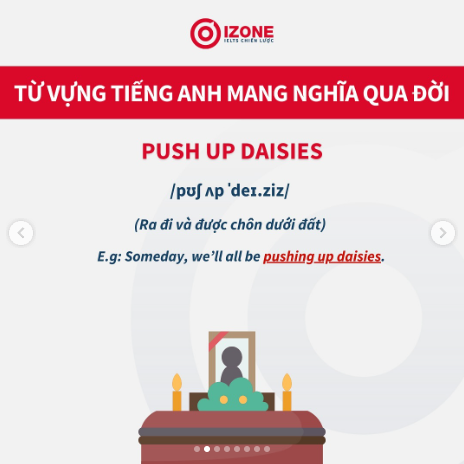 IZONE
IELTS CHIẾN LƯỢC
TỪ VỰNG TIẾNG ANH MANG NGHĨA QUA ĐỜI
PUSH UP DAISIES
/pʊʃ ʌp ˈdeɪ.ziz/
(Ra đi và được chôn dưới đất)
E.g: Someday, we’ll all be pushing up daisies.